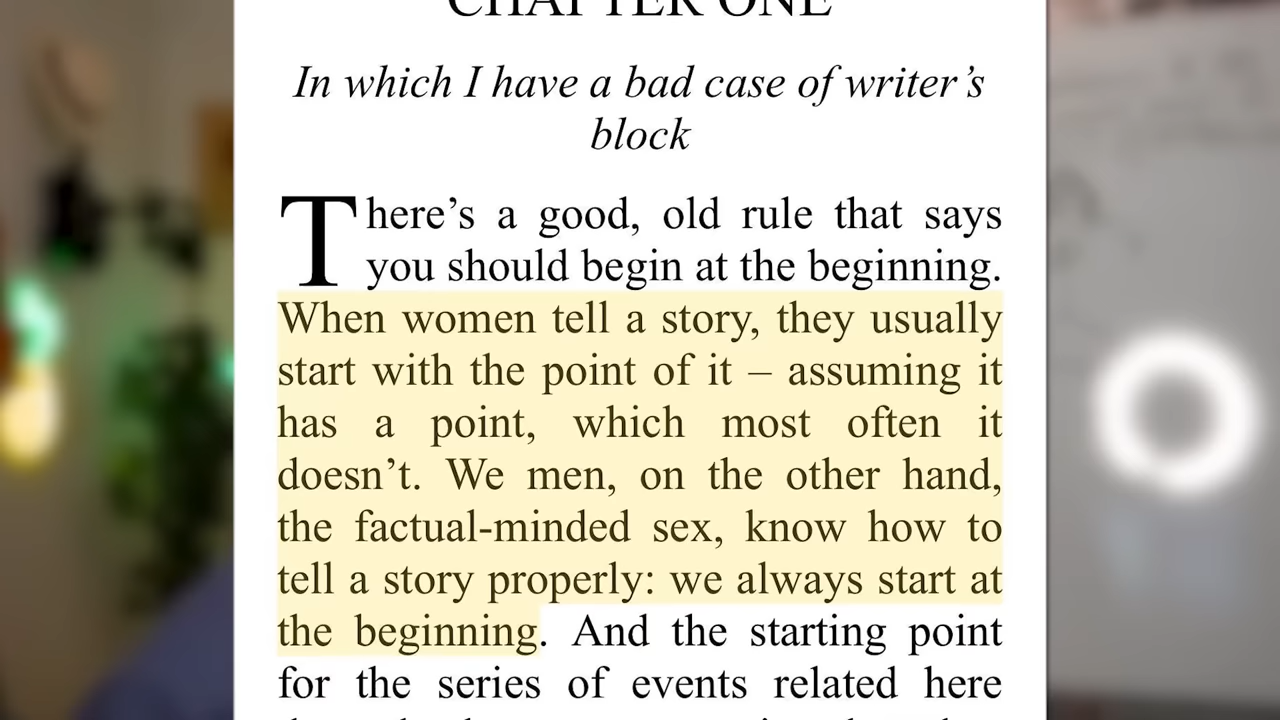 CHAPTER ONE
In which I have a bad case of writer’s
block
There’s a good, old rule that says
you should begin at the beginning.
When women tell a story, they usually
start with the point of it – assuming it
has a point, which most often it
doesn’t. We men, on the other hand,
the factual-minded sex, know how to
tell a story properly: we always start at
the beginning. And the starting point
for the series of events related here